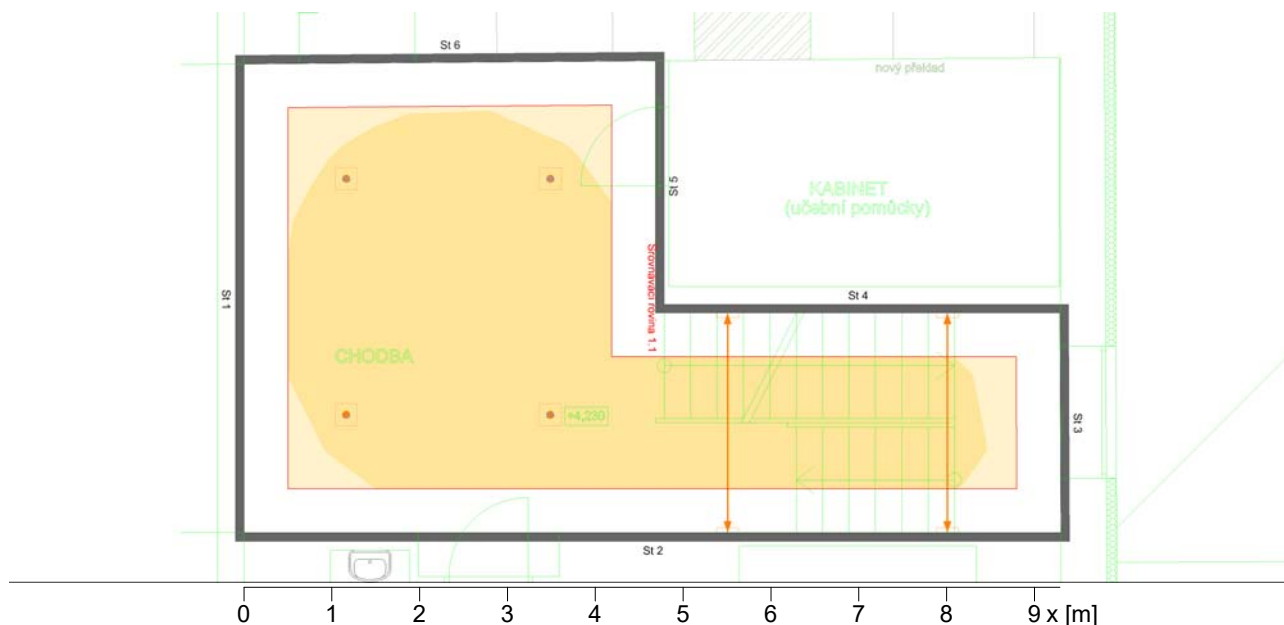 St 6
nový překlad
St 5
KABINET
(učební pomůcky)
Srovnávací rovina 1.1
St 1
St 4
CHODBA
+4,230
St 3
St 2
0 1 2 3 4 5 6 7 8 9 x [m]